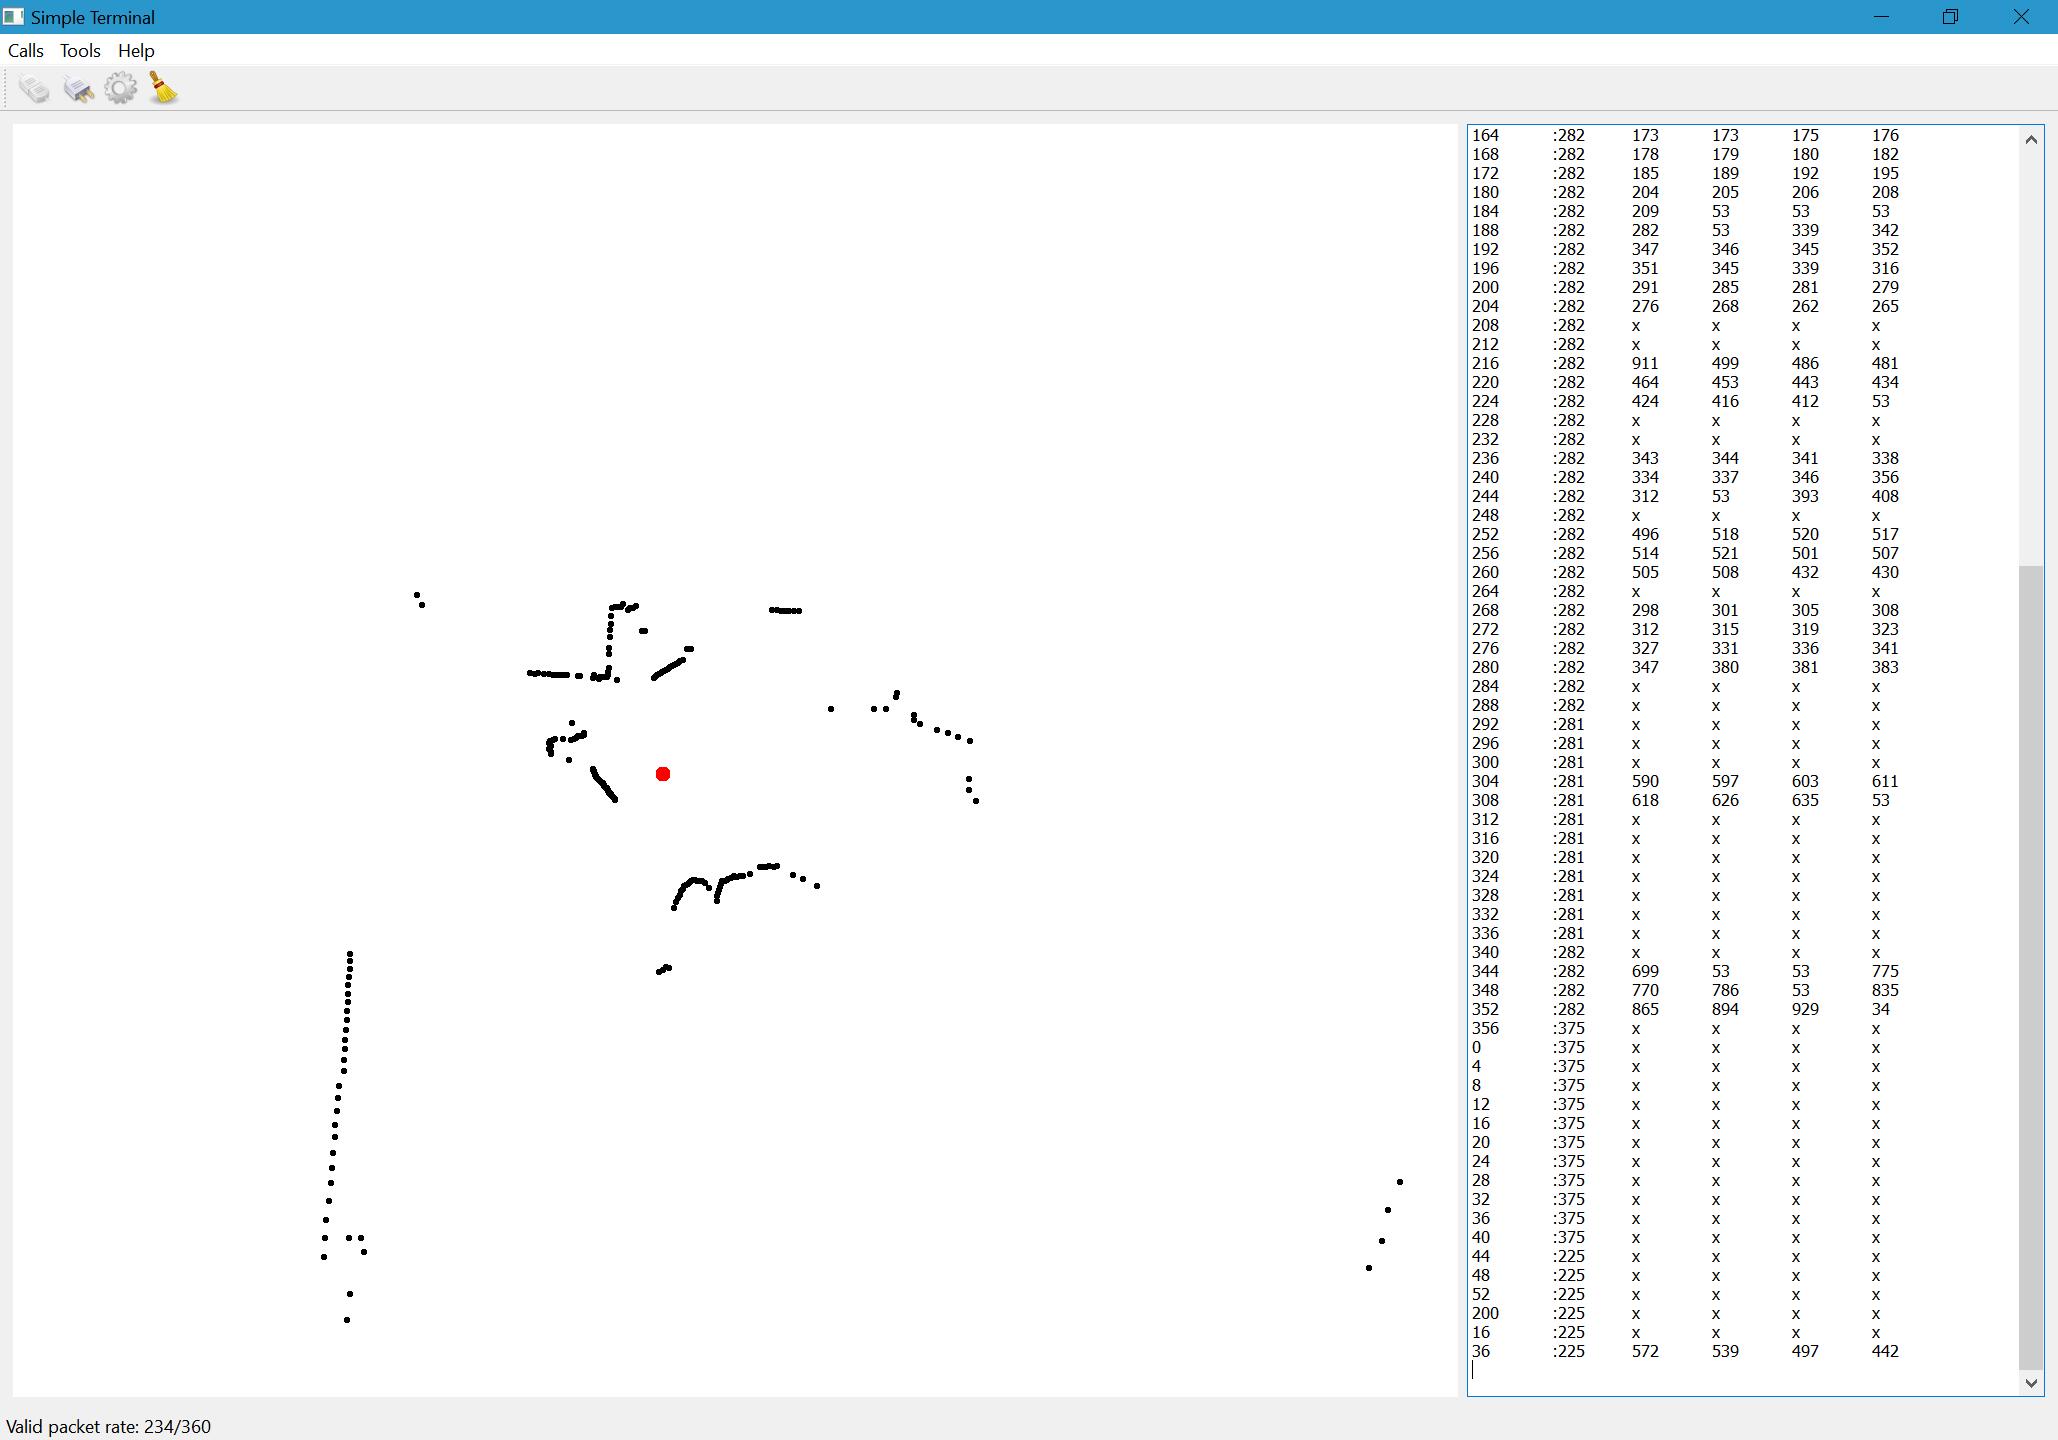 Simple Terminal
Calls Tools Help
164 :282 173 173 175 176
168 :282 178 179 180 182
172 :282 185 189 192 195
180 :282 204 205 206 208
184 :282 209 53 53 53
188 :282 282 53 339 342
192 :282 347 346 345 352
196 :282 351 345 339 316
200 :282 291 285 281 279
204 :282 276 268 262 265
208 :282 x x x x
212 :282 x x x x
216 :282 911 499 486 481
220 :282 464 453 443 434
224 :282 424 416 412 53
228 :282 x x x x
232 :282 x x x x
236 :282 343 344 341 338
240 :282 334 337 346 356
244 :282 312 53 393 408
248 :282 x x x x
252 :282 496 518 520 517
256 :282 514 521 501 507
260 :282 505 508 432 430
264 :282 x x x x
268 :282 298 301 305 308
272 :282 312 315 319 323
276 :282 327 331 336 341
280 :282 347 380 381 383
284 :282 x x x x
288 :282 x x x x
292 :281 x x x x
296 :281 x x x x
300 :281 x x x x
304 :281 590 597 603 611
308 :281 618 626 635 53
312 :281 x x x x
316 :281 x x x x
320 :281 x x x x
324 :281 x x x x
328 :281 x x x x
332 :281 x x x x
336 :281 x x x x
340 :282 x x x x
344 :282 699 53 53 775
348 :282 770 786 53 835
352 :282 865 894 929 34
356 :375 x x x x
0 :375 x x x x
4 :375 x x x x
8 :375 x x x x
12 :375 x x x x
16 :375 x x x x
20 :375 x x x x
24 :375 x x x x
28 :375 x x x x
32 :375 x x x x
36 :375 x x x x
40 :375 x x x x
44 :225 x x x x
48 :225 x x x x
52 :225 x x x x
200 :225 x x x x
16 :225 x x x x
36 :225 572 539 497 442
Valid packet rate: 234/360